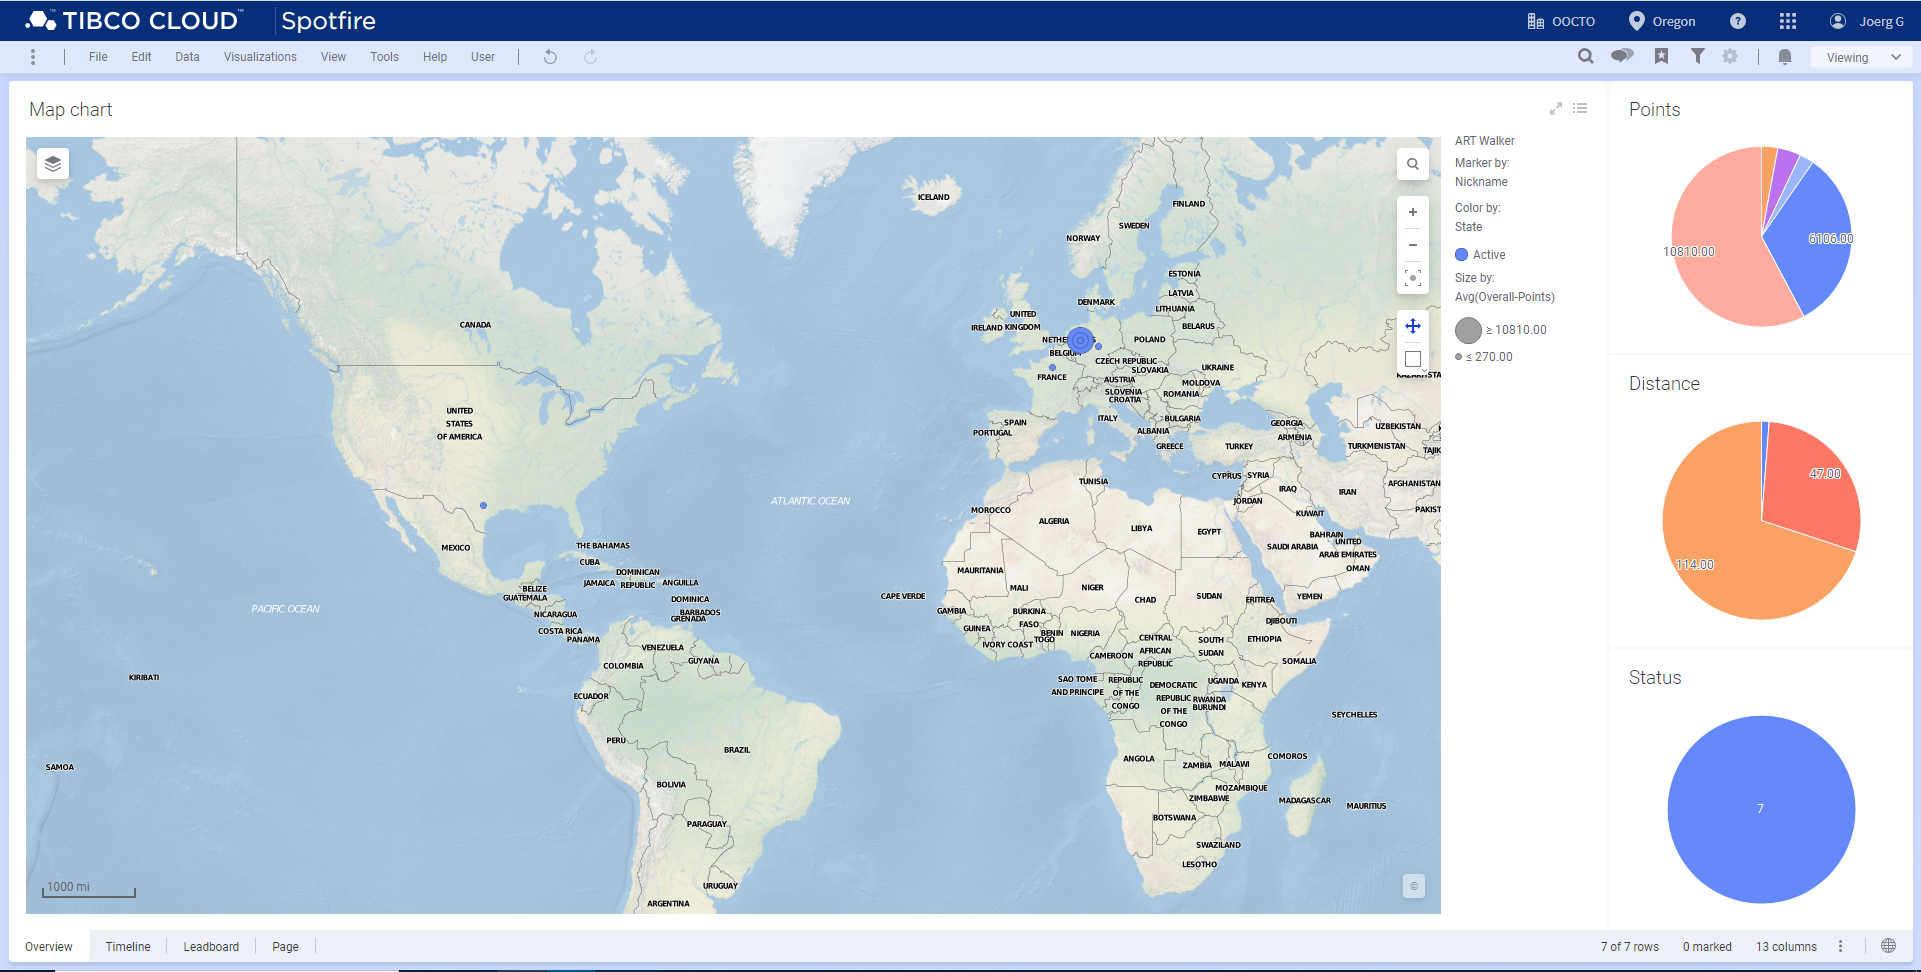 TIBCO CLOUD™ Spotfire
OOCTO
Oregon
?
Joerg G
File Edit Data Visualizations View Tools Help User
Viewing
Map chart
ICELAND
FINLAND
SWEDEN
NORWAY
ESTONIA
LATVIA
DENMARK
LITHUANIA
UNITED
IRELAND KINGDOM
BELARUS
CANADA
POLAND
CZECH REPUBLIC
SLOVAKIA
UKRAINE
FRANCE
AUSTRIA
MOLDOVA
SLOVENIA
ROMANIA
CROATIA
UNITED
STATES
OF AMERICA
ITALY
BULGARIA
SPAIN
PORTUGAL
ALBANIA
GREECE
GEORGIA
ARMENIA
TURKEY
UZBEKISTAN
TURKMENISTAN
CYPRUS
SYRIA
TUNISIA
IRAQ
IRAN
AFGHANISTAN
ATLANTIC OCEAN
JORDAN
MOROCCO
KUWAIT
ALGERIA
LIBYA
EGYPT
BAHRAIN
UNITED
ARAB EMIRATES
SAUDI ARABIA
MEXICO
THE BAHAMAS
CUBA
OMAN
DOMINICAN
REPUBLIC
JAMAICA
ANGUILLA
MAURITANIA
MALI
NIGER
CHAD
SUDAN
ERITREA
YEMEN
BELIZE
GUATEMALA
DOMINICA
BARBADOS
GRENADA
CAPE VERDE
PACIFIC OCEAN
NICARAGUA
GAMBIA
BURKINA
FASO
DJIBOUTI
COSTA RICA
PANAMA
GUINEA
BENIN
NIGERIA
TOGO
IVORY COAST
CENTRAL
AFRICAN
REPUBLIC
SOUTH
SUDAN
ETHIOPIA
VENEZUELA
GUYANA
COLOMBIA
CAMEROON
SOMALIA
KIRIBATI
SAO TOME
AND PRINCIPE
REPUBLIC
OF THE
CONGO
DEMOCRATIC
REPUBLIC
OF THE
CONGO
UGANDA
KENYA
RWANDA
BURUNDI
ECUADOR
SEYCHELLES
PERU
BRAZIL
ANGOLA
ZAMBIA
MALAWI
COMOROS
SAMOA
BOLIVIA
MOZAMBIQUE
ZIMBABWE
MADAGASCAR
MAURITIUS
BOTSWANA
PARAGUAY
SWAZILAND
LESOTHO
URUGUAY
ARGENTINA
1000 mi
©
ART Walker
Marker by:
Nickname
Color by:
State
Active
Size by:
Avg(Overall-Points)
≥ 10810.00
≤ 270.00
Points
10810.00
6106.00
Distance
47.00
114.00
Status
7
Overview Timeline Leadboard Page
7 of 7 rows 0 marked 13 columns